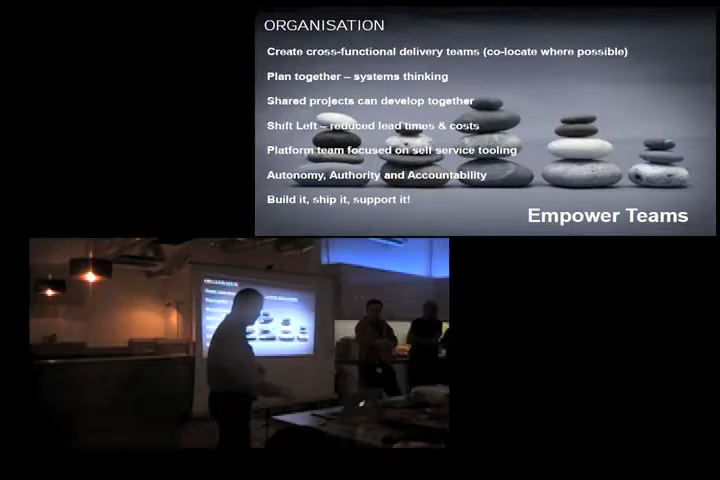 ORGANISATION
Create cross-functional delivery teams (co-locate where possible)
Plan together – systems thinking
Shared projects can develop together
Shift Left – reduced lead times & costs
Platform team focused on self service tooling
Autonomy, Authority and Accountability
Build it, ship it, support it!
Empower Teams
ORGANISATION